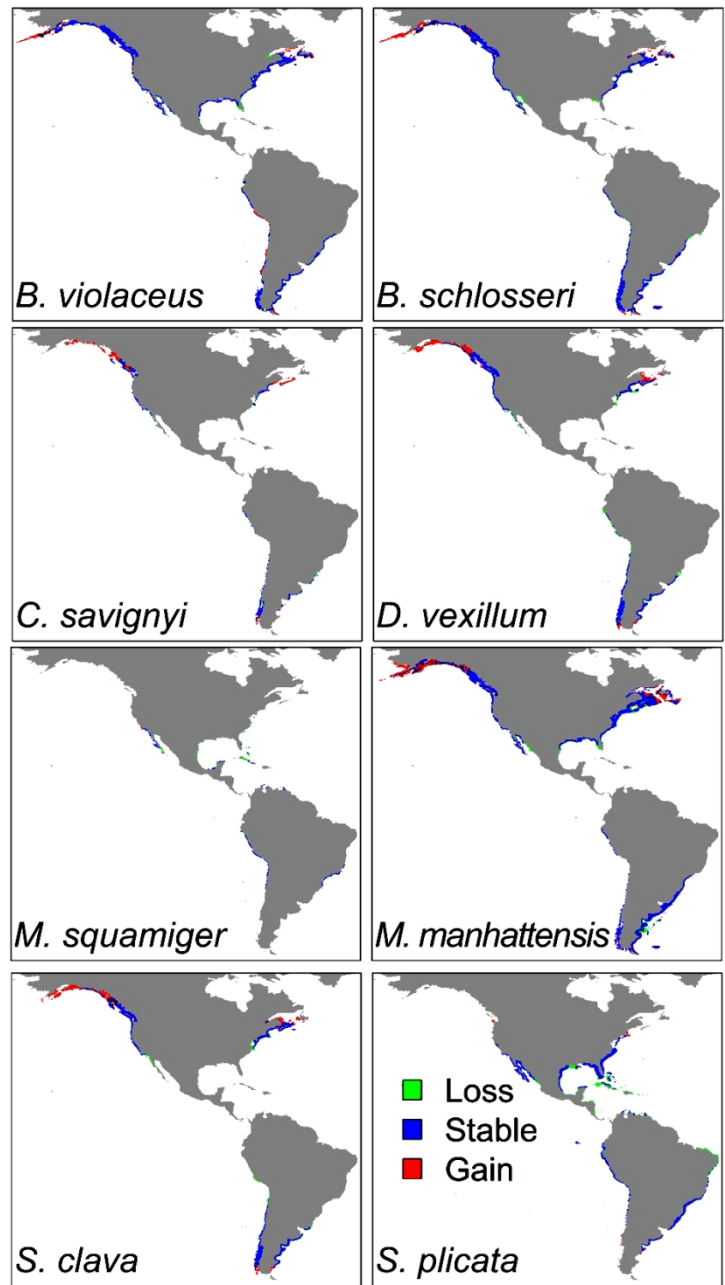 B. violaceus
B. schlosseri
C. savignyi
D. vexillum
M. squamiger
M. manhattensis
S. clava
Loss
Stable
Gain
S. plicata